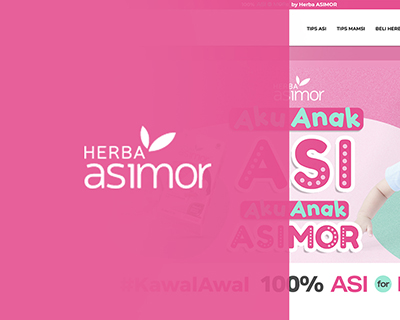 by Herba ASIMOR
TIPS ASI TIPS MAMSI BELI HERB
HERBA
asimor
HERBA
asimor
Aku Anak
ASI
Aku Anak
ASIMOR
#KawalAwal 100% ASI for